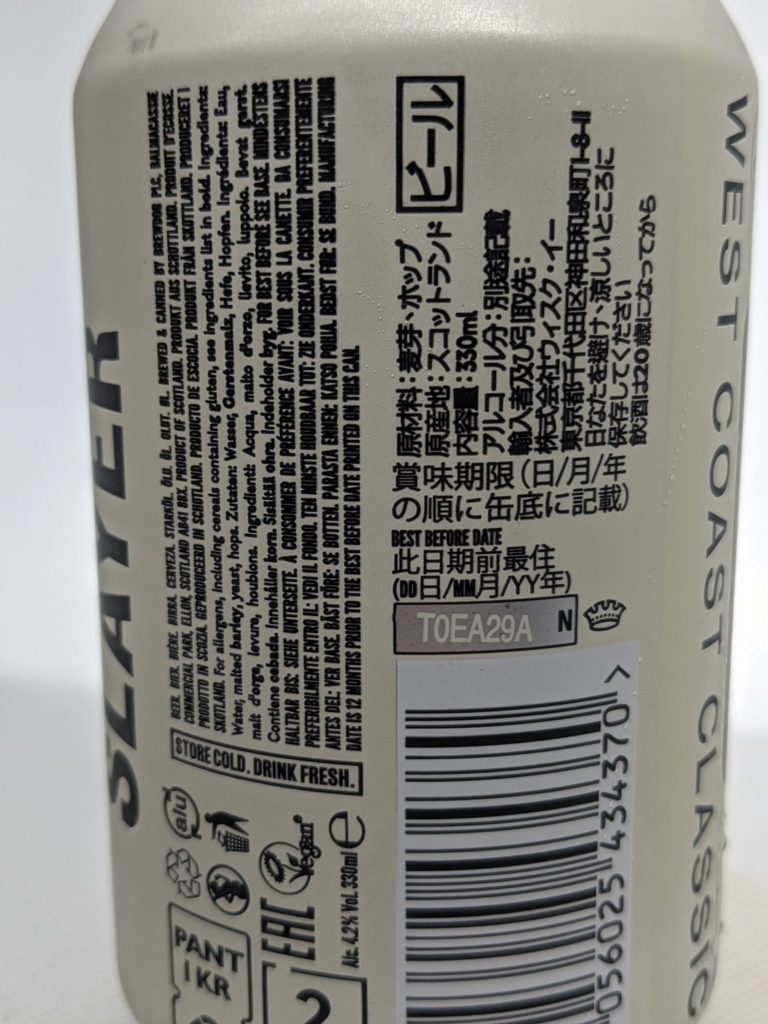 SLAYER
BEER, BIER, BIÈRE, BIRRA, CERVEZA, STARKÖL, ÖLU, ÖL, OLUT, ØL. BREWED & CANNED BY BREWDOG PLC, BALMACASSIE
COMMERCIAL PARK, ELLON, SCOTLAND AB41 8BX. PRODUCT OF SCOTLAND. PRODUKT AUS SCHOTTLAND. PRODUIT D'ECOSSE.
PRODOTTO IN SCOZIA. GEPRODUCEERD IN SCHOTLAND. PRODUCTO DE ESCOCIA. PRODUKT FRÅN SKOTTLAND. PRODUCERET I
SKOTLAND. For allergens, including cereals containing gluten, see ingredients list in bold. Ingredients:
Water, malted barley, yeast, hops. Zutaten: Wasser, Gerstenmalz, Hefe, Hopfen. Ingrédients: Eau,
malt d'orge, levure, houblons. Ingredienti: Acqua, malto d'orzo, lievito, luppolo. Bevat gerst.
Contiene cebada. Innehåller korn. Sisältää ohra. Indeholder byg. FOR BEST BEFORE SEE BASE. MINDESTENS
HALTBAR BIS: SIEHE UNTERSEITE. À CONSOMMER DE PRÉFÉRENCE AVANT: VOIR SOUS LA CANETTE. DA CONSUMARSI
PREFERIBILMENTE ENTRO IL: VEDI IL FONDO. TEN MINSTE HOUDBAAR TOT: ZIE ONDERKANT. CONSUMIR PREFERENTEMENTE
ANTES DEL: VER BASE. BÄST FÖRE: SE BOTTEN. PARASTA ENNEN: KATSO POHJA. BEDST FØR: SE BUND. MANUFACTURING
DATE IS 12 MONTHS PRIOR TO THE BEST BEFORE DATE PRINTED ON THIS CAN.
STORE COLD. DRINK FRESH.
alu
Vegan
EAC
Alc. 4.2% Vol. 330ml e
PANT
1 KR
2
ビール
原材料：麦芽、ホップ
原産地：スコットランド
内容量：330ml
アルコール分：別途記載
輸入者及び引取先：
株式会社ウィスク・イー
東京都千代田区神田和泉町1-8-11
日なたを避け、涼しいところに
保存してください
飲酒は20歳になってから
賞味期限（日/月/年
の順に缶底に記載）
BEST BEFORE DATE
此日期前最住
(DD日/MM月/YY年)
T0EA29A N
056025 434370 >
WEST COAST CLASSIC